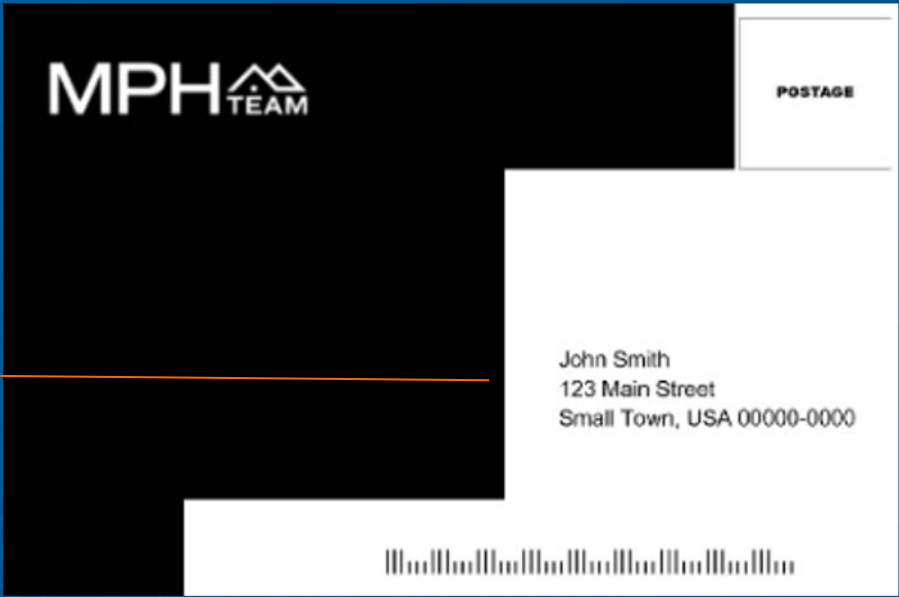 MPH TEAM
POSTAGE
John Smith
123 Main Street
Small Town, USA 00000-0000